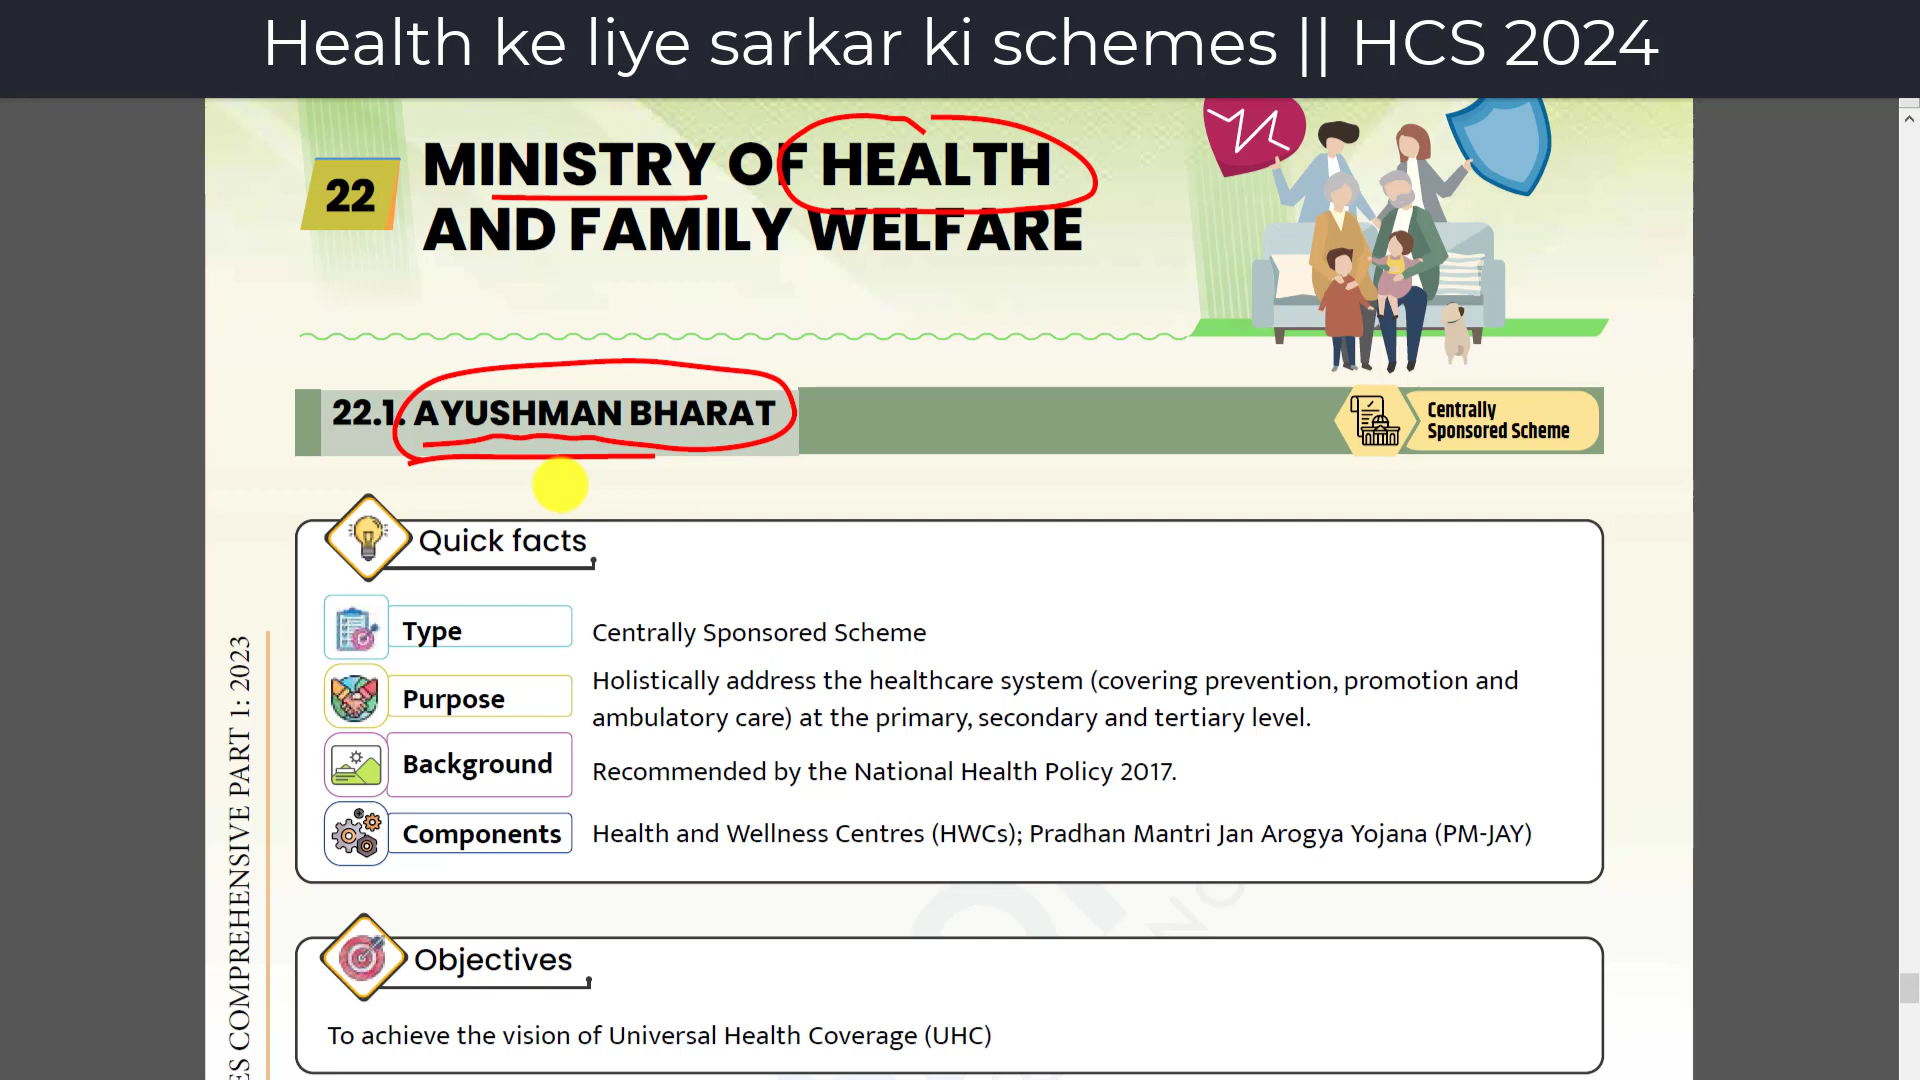 Health ke liye sarkar ki schemes || HCS 2024
22
MINISTRY OF HEALTH
AND FAMILY WELFARE
22.1. AYUSHMAN BHARAT
Centrally
Sponsored Scheme
Quick facts
Type
Centrally Sponsored Scheme
Purpose
Holistically address the healthcare system (covering prevention, promotion and
ambulatory care) at the primary, secondary and tertiary level.
Background
Recommended by the National Health Policy 2017.
Components
Health and Wellness Centres (HWCs); Pradhan Mantri Jan Arogya Yojana (PM-JAY)
Objectives
To achieve the vision of Universal Health Coverage (UHC)
COMPREHENSIVE PART 1: 2023